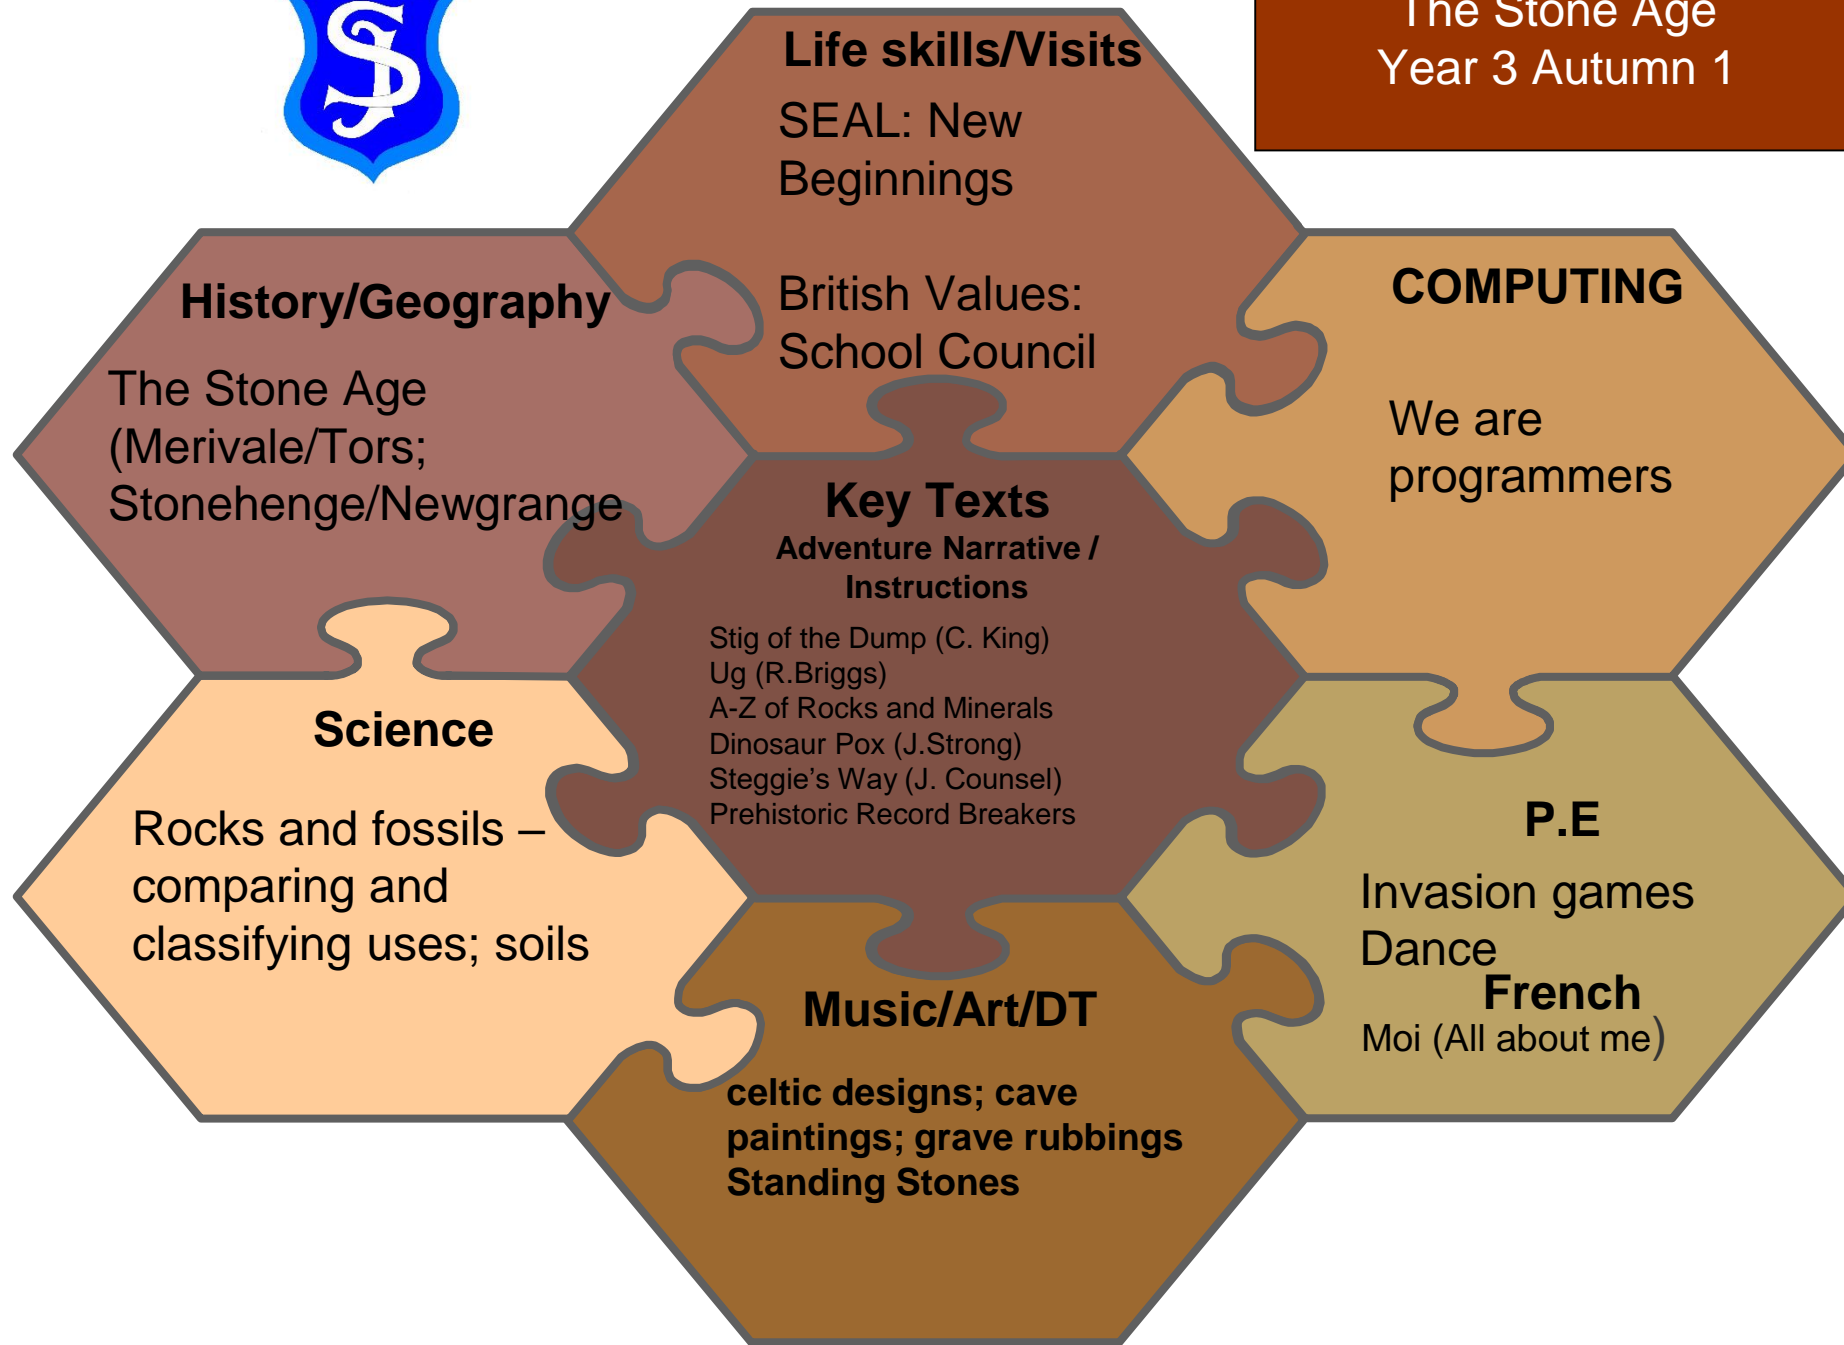 SJ
The Stone Age
Year 3 Autumn 1
Life skills/Visits
SEAL: New
Beginnings
British Values:
School Council
History/Geography
The Stone Age
(Merivale/Tors;
Stonehenge/Newgrange
COMPUTING
We are
programmers
Key Texts
Adventure Narrative /
Instructions
Stig of the Dump (C. King)
Ug (R.Briggs)
A-Z of Rocks and Minerals
Dinosaur Pox (J.Strong)
Steggie’s Way (J. Counsel)
Prehistoric Record Breakers
Science
Rocks and fossils –
comparing and
classifying uses; soils
P.E
Invasion games
Dance
French
Moi (All about me)
Music/Art/DT
celtic designs; cave
paintings; grave rubbings
Standing Stones